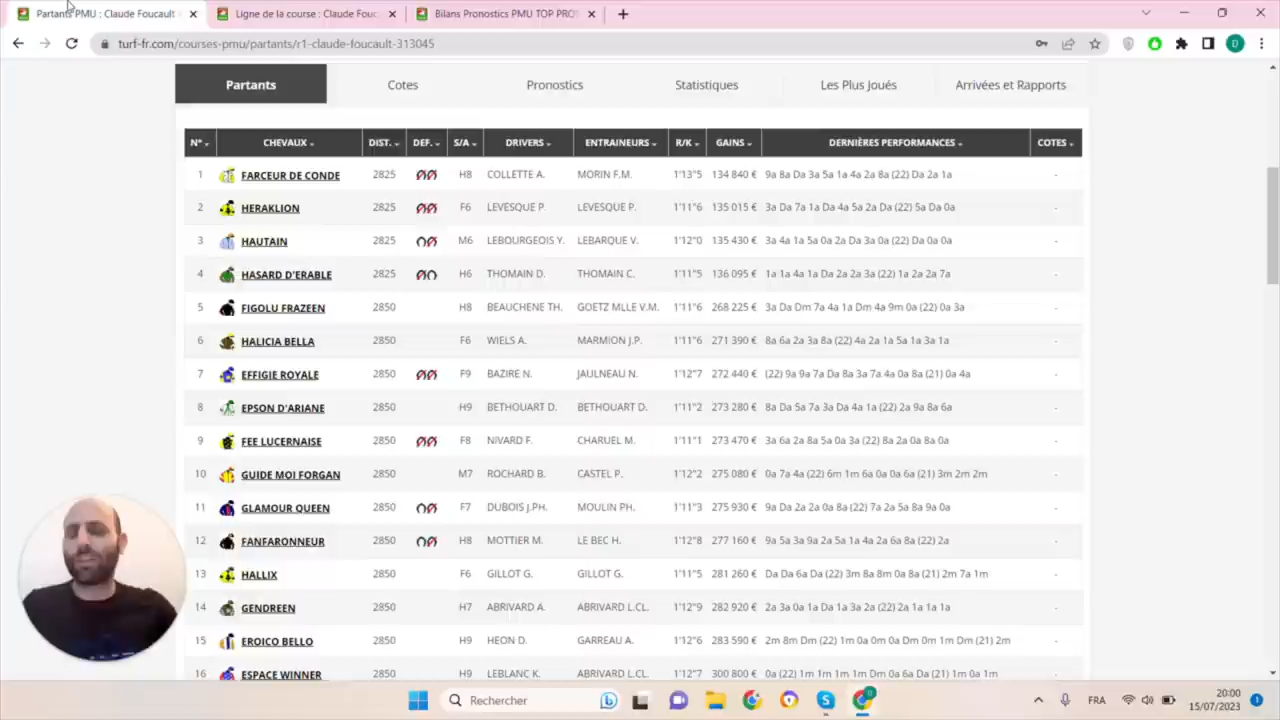 Partants PMU : Claude Foucault
Ligne de la course : Claude Fouc
Bilans Pronostics PMU TOP PRO
turf-fr.com/courses-pmu/partants/r1-claude-foucault-313045
D
Partants Cotes Pronostics Statistiques Les Plus Joués Arrivées et Rapports
N° CHEVAUX DIST. DEF. S/A DRIVERS ENTRAINEURS R/K GAINS DERNIÈRES PERFORMANCES COTES
1 FARCEUR DE CONDE 2825 H8 COLLETTE A. MORIN F.M. 1'13"5 134 840 € 9a 8a Da 3a 5a 1a 4a 2a 8a (22) Da 2a 1a -
2 HERAKLION 2825 F6 LEVESQUE P. LEVESQUE P. 1'11"6 135 015 € 3a Da 7a 1a Da 4a 5a 2a Da (22) 5a Da 0a -
3 HAUTAIN 2825 M6 LEBOURGEOIS Y. LEBARQUE V. 1'12"0 135 430 € 3a 4a 1a 5a 0a 2a Da 3a 0a (22) Da 0a 0a -
4 HASARD D'ERABLE 2825 H6 THOMAIN D. THOMAIN C. 1'11"5 136 095 € 1a 1a 4a 1a Da 2a 2a 3a (22) 1a 2a 2a 7a -
5 FIGOLU FRAZEEN 2850 H8 BEAUCHENE TH. GOETZ MLLE V.M. 1'11"6 268 225 € 3a Da Dm 7a 4a 1a Dm 4a 9m 0a (22) 0a 3a -
6 HALICIA BELLA 2850 F6 WIELS A. MARMION J.P. 1'11"6 271 390 € 8a 6a 2a 3a 8a (22) 4a 2a 1a 5a 1a 3a 1a -
7 EFFIGIE ROYALE 2850 F9 BAZIRE N. JAULNEAU N. 1'12"7 272 440 € (22) 9a 9a 7a Da 8a 3a 7a 4a 0a 8a (21) 0a 4a -
8 EPSON D'ARIANE 2850 H9 BETHOUART D. BETHOUART D. 1'11"2 273 280 € 8a Da 5a 7a 3a Da 4a 1a (22) 2a 9a 8a 6a -
9 FEE LUCERNAISE 2850 F8 NIVARD F. CHARUEL M. 1'11"1 273 470 € 3a 6a 2a 8a 5a 0a 3a (22) 8a 2a 0a 8a 0a -
10 GUIDE MOI FORGAN 2850 M7 ROCHARD B. CASTEL P. 1'12"2 275 080 € 0a 7a 4a (22) 6m 1m 6a 0a 0a 6a (21) 3m 2m 2m -
11 GLAMOUR QUEEN 2850 F7 DUBOIS J.PH. MOULIN PH. 1'11"3 275 930 € 9a Da 2a 2a 0a 8a (22) 7a 2a 5a 8a 9a 0a -
12 FANFARONNEUR 2850 H8 MOTTIER M. LE BEC H. 1'12"8 277 160 € 9a 5a 3a 9a 2a 5a 1a 4a 2a 6a 8a (22) 2a -
13 HALLIX 2850 F6 GILLOT G. GILLOT G. 1'11"5 281 260 € Da Da 6a Da (22) 3m 8a 8m 0a 8a (21) 2m 7a 1m -
14 GENDREEN 2850 H7 ABRIVARD A. ABRIVARD L.CL. 1'12"9 282 920 € 2a 3a 0a 1a Da 1a 3a 2a (22) 2a 1a 1a 1a -
15 EROICO BELLO 2850 H9 HEON D. GARREAU A. 1'12"6 283 590 € 2m 8m Dm (22) 1m 0a 0m 0a Dm 0m 1m Dm (21) 2m -
16 ESPACE WINNER 2850 H9 LEBLANC K. ABRIVARD L.CL. 1'12"7 300 800 € 0a (22) 1m 1m 1m 1m Dm 0m 6a Da (21) 1m 0a 1m -
Rechercher
FRA
20:00
15/07/2023